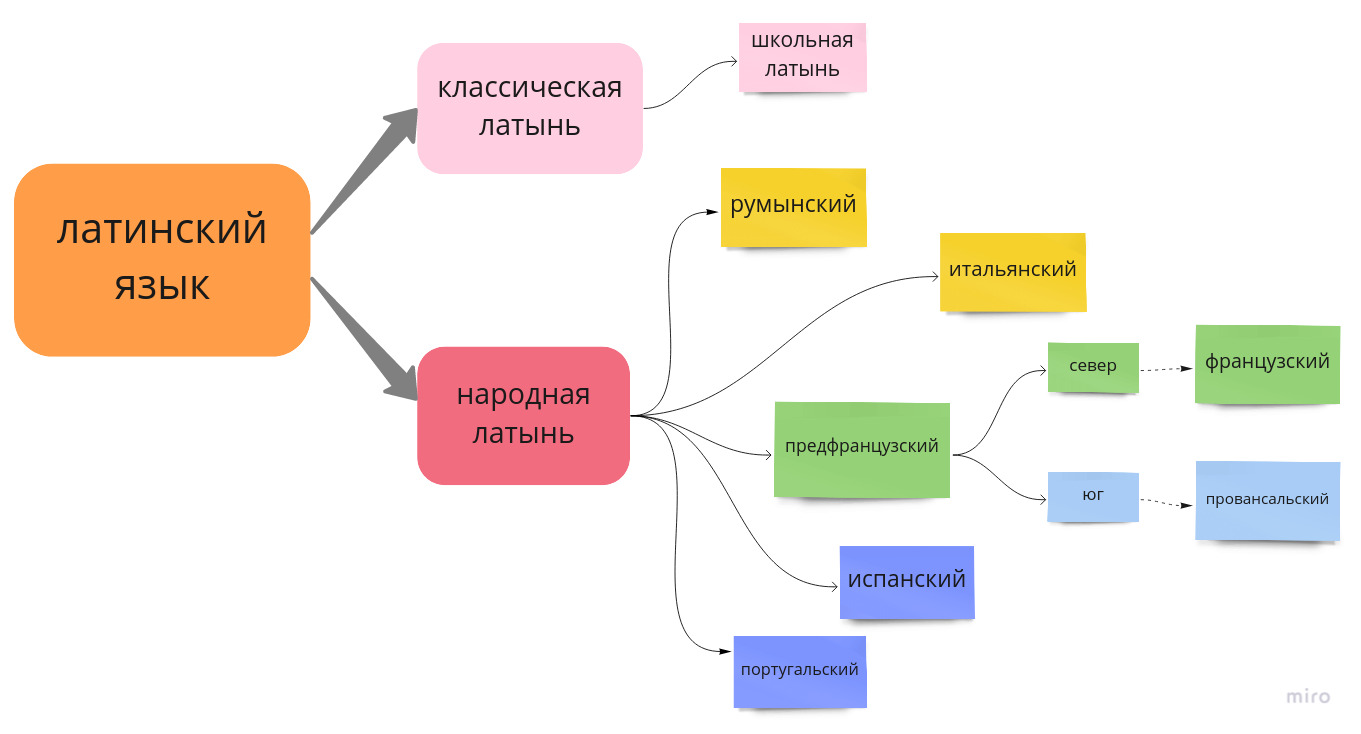 школьная
латынь
классическая
латынь
румынский
латинский
язык
итальянский
север
французский
народная
латынь
предфранцузский
юг
провансальский
испанский
португальский
miro